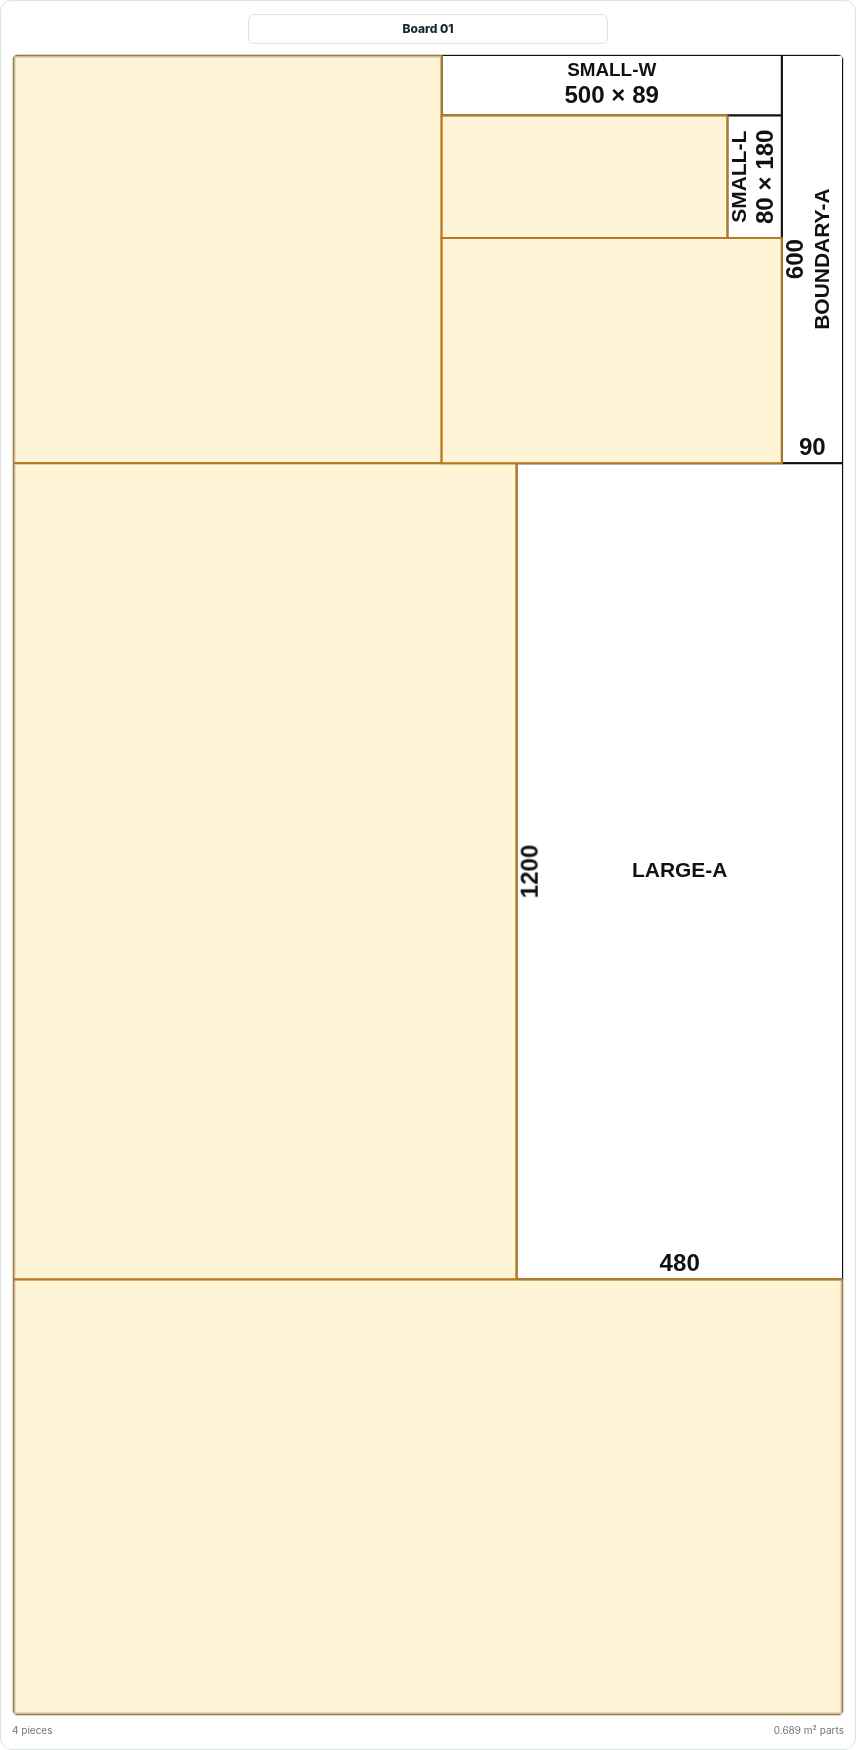 Board 01
SMALL-W
500 × 89
SMALL-L
80 × 180
600
BOUNDARY-A
90
1200
LARGE-A
480
4 pieces
0.689 m² parts